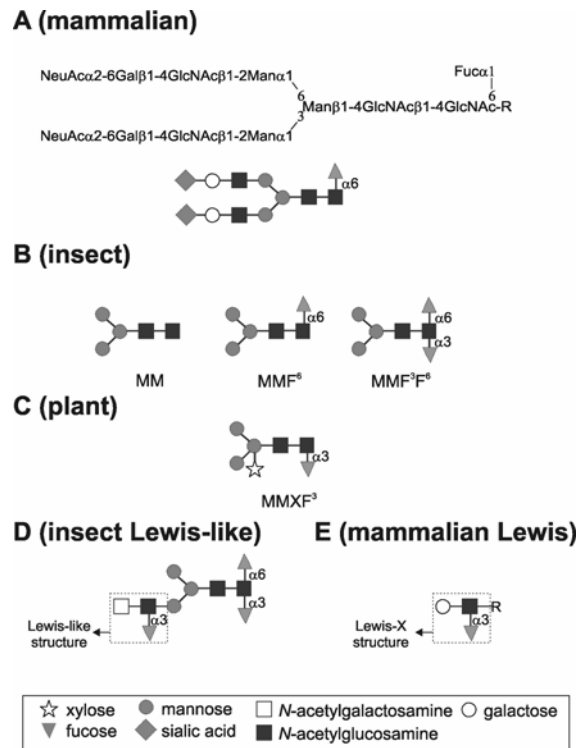 A (mammalian)
NeuAcα2-6Galβ1-4GlcNAcβ1-2Manα1
Fucα1
6
6
Manβ1-4GlcNAcβ1-4GlcNAc-R
3
NeuAcα2-6Galβ1-4GlcNAcβ1-2Manα1
α6
B (insect)
α6
α6
α3
MM MMF⁶ MMF³F⁶
C (plant)
α3
MMXF³
D (insect Lewis-like) E (mammalian Lewis)
α6
α3
α3
R
α3
Lewis-like
structure
Lewis-X
structure
xylose mannose N-acetylgalactosamine galactose
fucose sialic acid N-acetylglucosamine